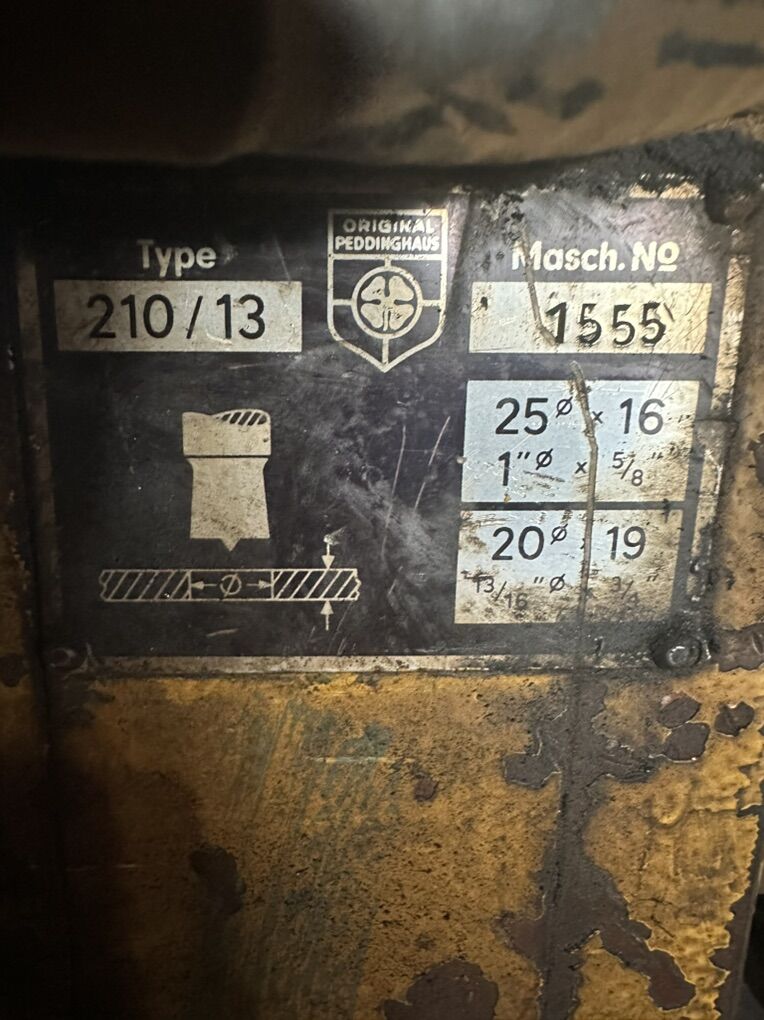 Type
210/13
ORIGINAL
PEDDINGHAUS
Masch. Nº
1555
25ø x 16
1"ø x 5/8"
20ø x 19
13/16"ø x 3/4"
ø